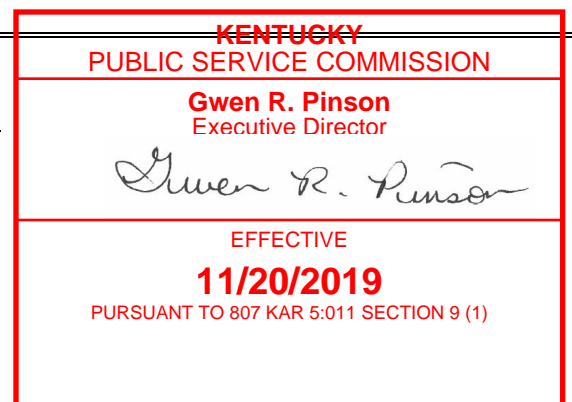 KENTUCKY
PUBLIC SERVICE COMMISSION
Gwen R. Pinson
Executive Director
Gwen R. Pinson
EFFECTIVE
11/20/2019
PURSUANT TO 807 KAR 5:011 SECTION 9 (1)